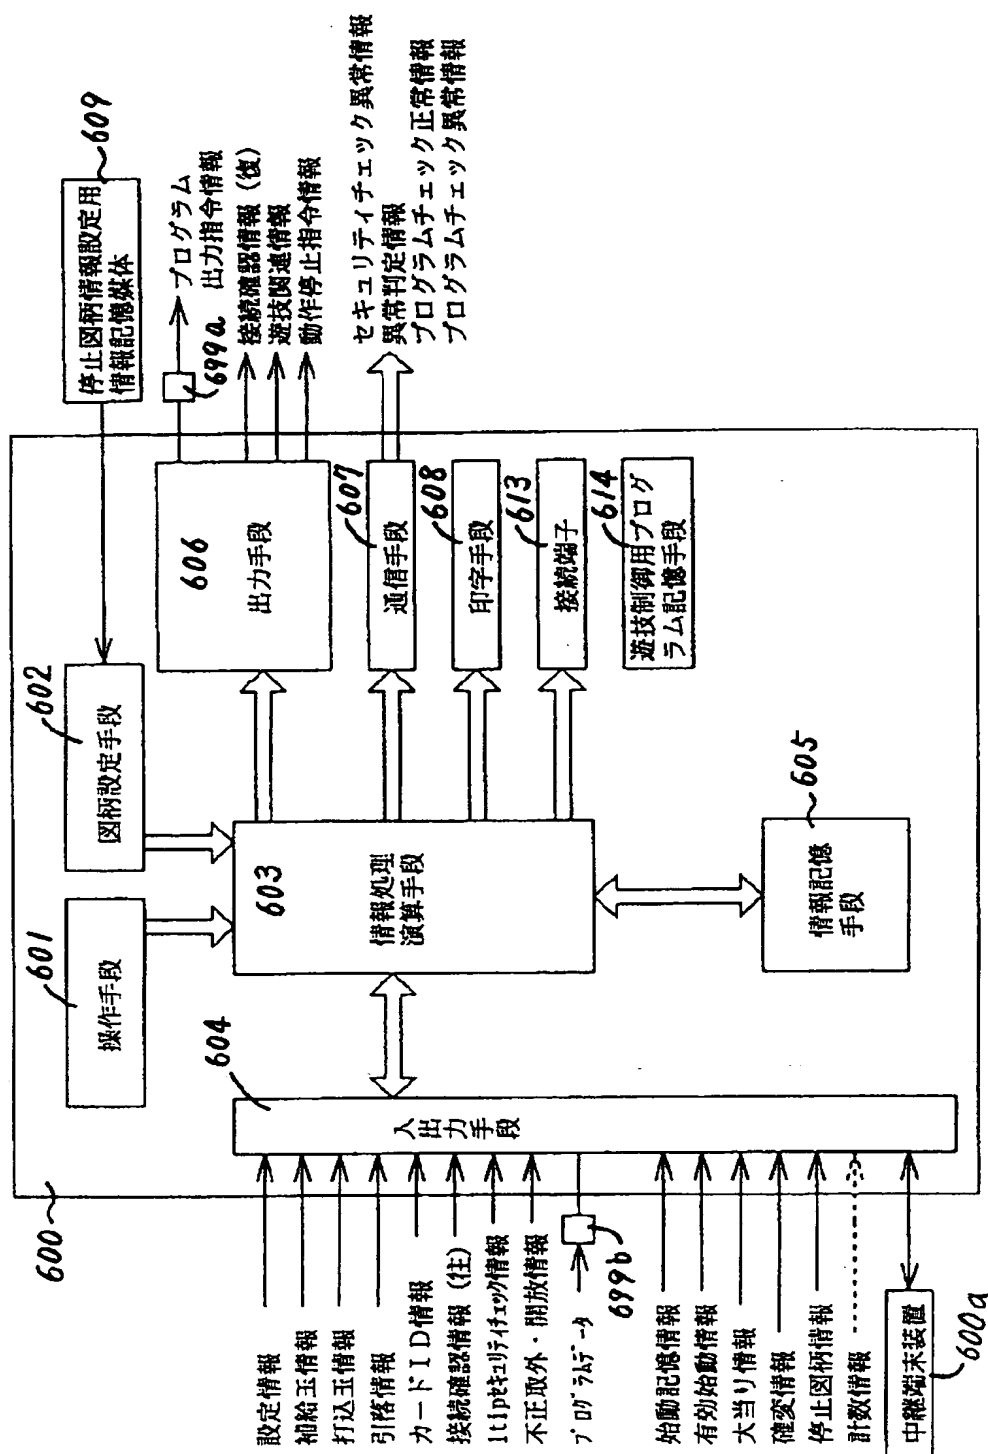 600
601
操作手段
602
図柄設定手段
609
停止図柄情報設定用
情報記憶媒体
604
入出力手段
603
情報処理
演算手段
605
情報記憶
手段
606
出力手段
607
通信手段
608
印字手段
613
接続端子
614
遊技制御用プログ
ラム記憶手段
699a
プログラム
出力指令情報
接続確認情報（復）
遊技関連情報
動作停止指令情報
セキュリティチェック異常情報
異常判定情報
プログラムチェック正常情報
プログラムチェック異常情報
設定情報
補給玉情報
打込玉情報
引落情報
カードＩＤ情報
接続確認情報（往）
1tipセキュリティチェック情報
不正取外・開放情報
プログラムデータ
699b
始動記憶情報
有効始動情報
大当り情報
確変情報
停止図柄情報
計数情報
中継端末装置
600a